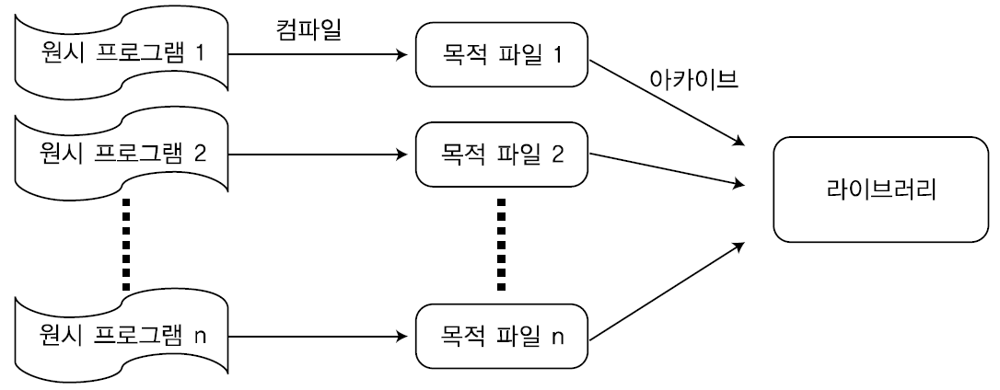 원시 프로그램 1
컴파일
목적 파일 1
아카이브
원시 프로그램 2
목적 파일 2
라이브러리
원시 프로그램 n
목적 파일 n